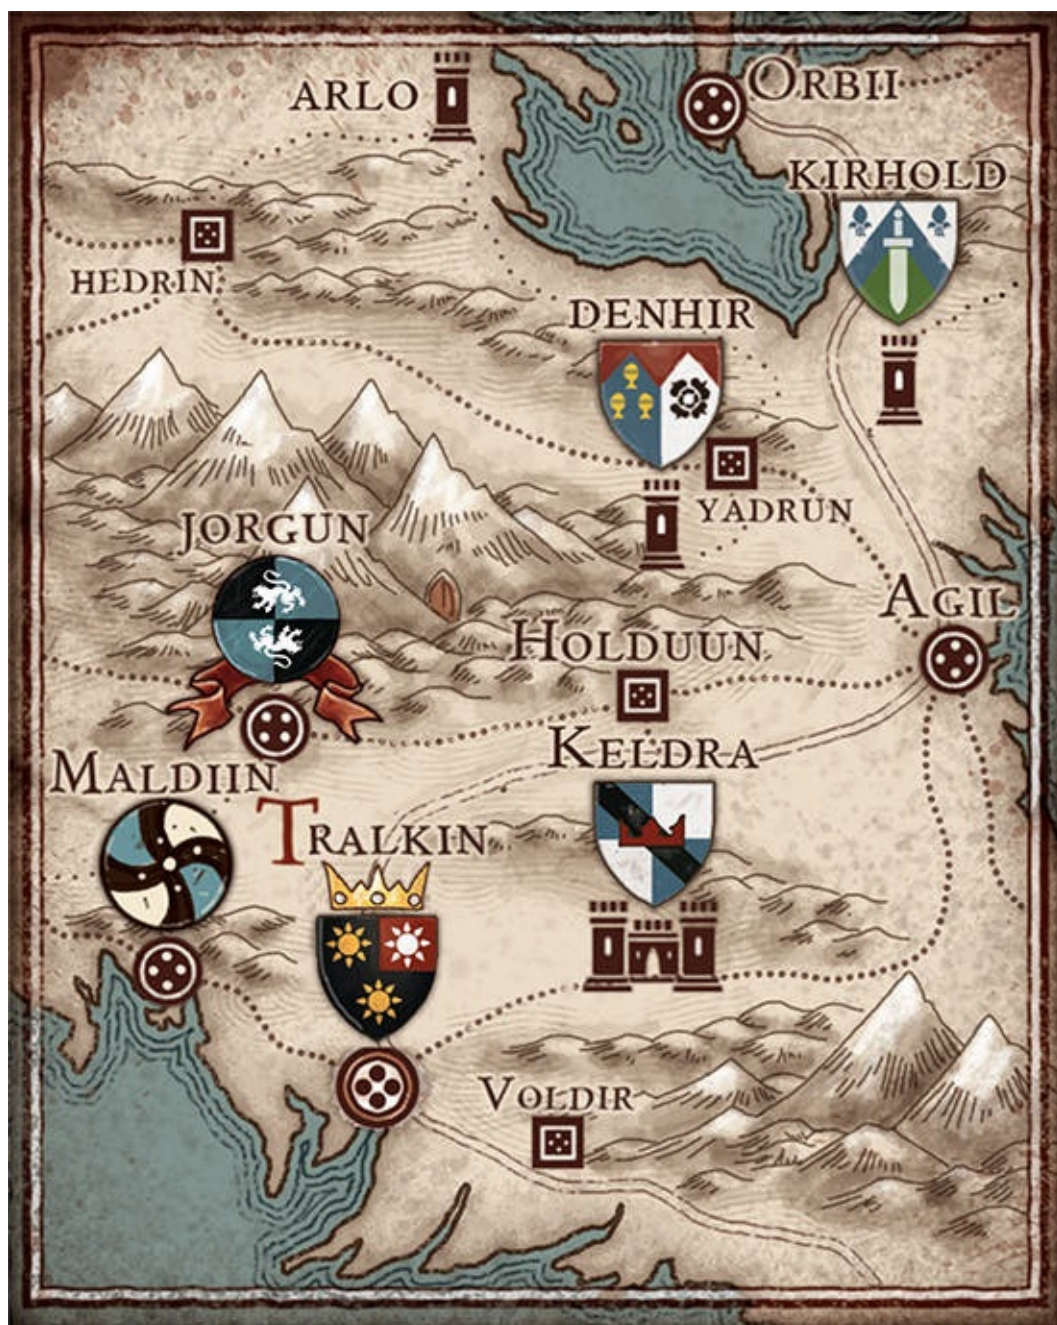 ARLO
ORBII
KIRHOLD
HEDRIN
DENHIR
YADRUN
JORGUN
AGIL
HOLDUUN
KELDRA
MALDIIN
TRALKIN
VOLDIR